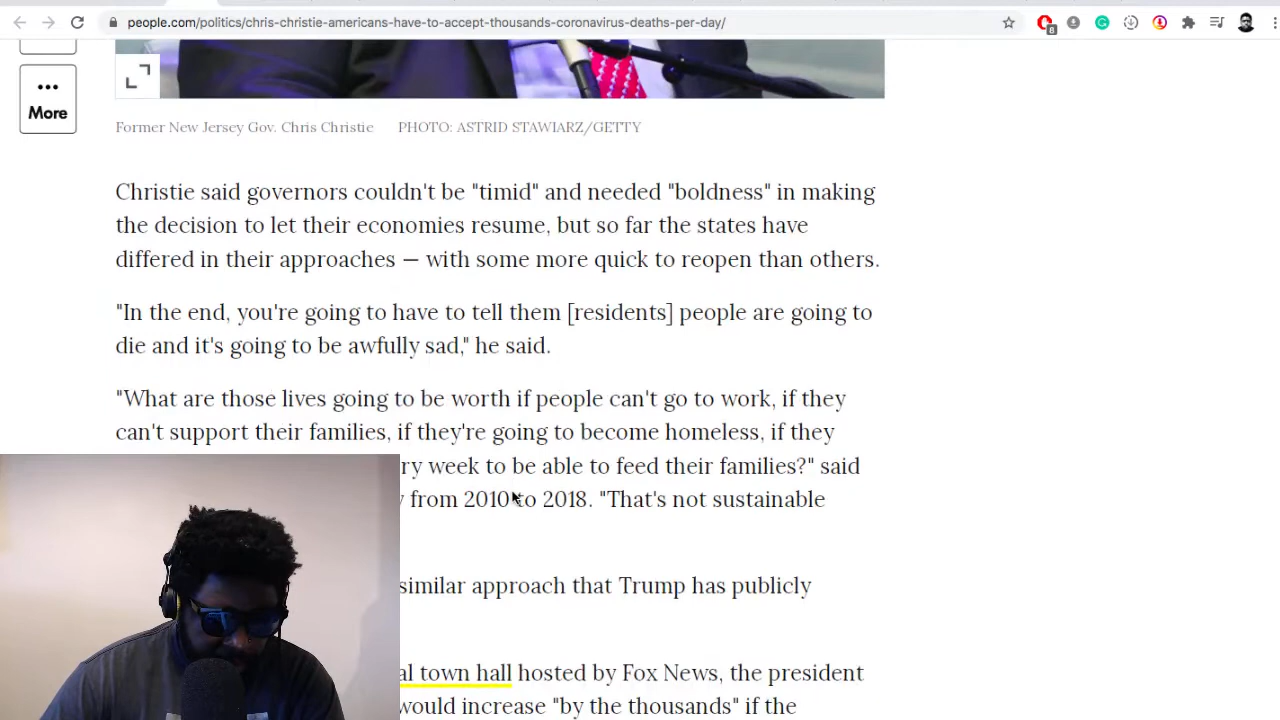 people.com/politics/chris-christie-americans-have-to-accept-thousands-coronavirus-deaths-per-day/
8
More
Former New Jersey Gov. Chris Christie PHOTO: ASTRID STAWIARZ/GETTY
Christie said governors couldn't be "timid" and needed "boldness" in making
the decision to let their economies resume, but so far the states have
differed in their approaches — with some more quick to reopen than others.
"In the end, you're going to have to tell them [residents] people are going to
die and it's going to be awfully sad," he said.
"What are those lives going to be worth if people can't go to work, if they
can't support their families, if they're going to become homeless, if they
ry week to be able to feed their families?" said
from 2010 to 2018. "That's not sustainable
similar approach that Trump has publicly
al town hall hosted by Fox News, the president
would increase "by the thousands" if the